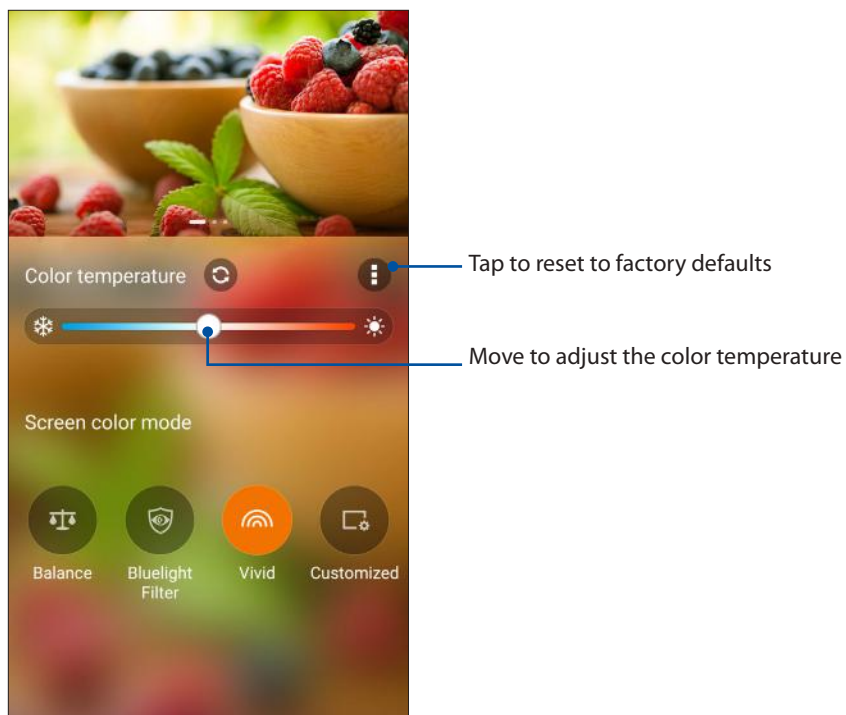 Color temperature
Tap to reset to factory defaults
Move to adjust the color temperature
Screen color mode
Balance
Bluelight
Filter
Vivid
Customized